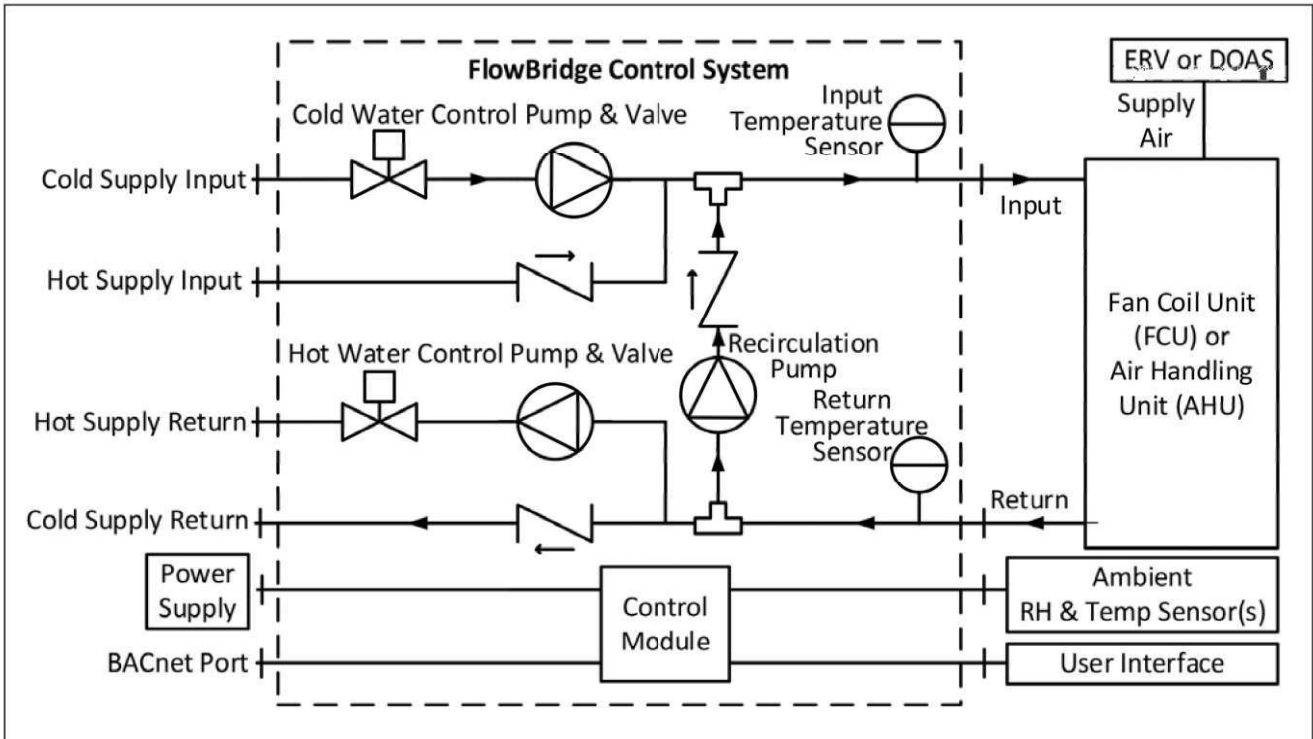 FlowBridge Control System
ERV or DOAS
Supply
Air
Input
Temperature
Sensor
Cold Water Control Pump & Valve
Cold Supply Input
Input
Hot Supply Input
Fan Coil Unit
(FCU) or
Air Handling
Unit (AHU)
Hot Water Control Pump & Valve
Recirculation
Pump
Return
Temperature
Sensor
Hot Supply Return
Return
Cold Supply Return
Power
Supply
Control
Module
Ambient
RH & Temp Sensor(s)
BACnet Port
User Interface